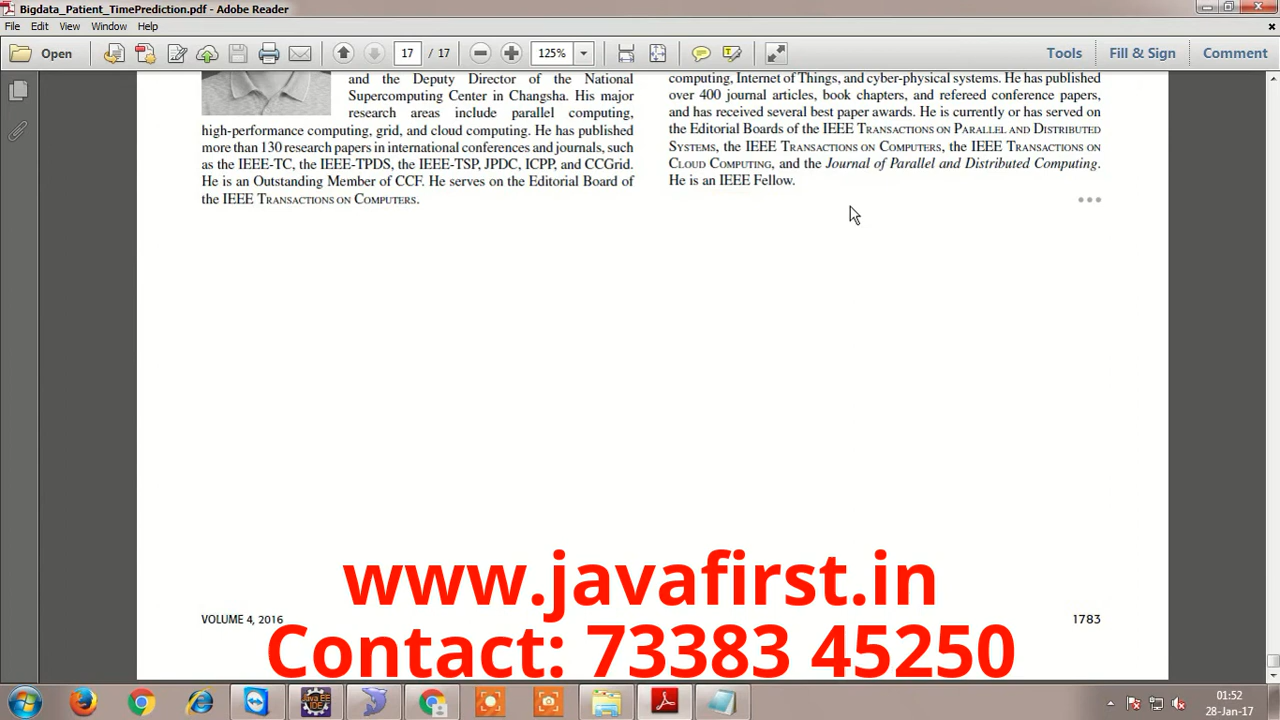 Bigdata_Patient_TimePrediction.pdf - Adobe Reader
File Edit View Window Help
Open 17 / 17 125% Tools Fill & Sign Comment
and the Deputy Director of the National
Supercomputing Center in Changsha. His major
research areas include parallel computing,
high-performance computing, grid, and cloud computing. He has published
more than 130 research papers in international conferences and journals, such
as the IEEE-TC, the IEEE-TPDS, the IEEE-TSP, JPDC, ICPP, and CCGrid.
He is an Outstanding Member of CCF. He serves on the Editorial Board of
the IEEE TRANSACTIONS ON COMPUTERS.
computing, Internet of Things, and cyber-physical systems. He has published
over 400 journal articles, book chapters, and refereed conference papers,
and has received several best paper awards. He is currently or has served on
the Editorial Boards of the IEEE TRANSACTIONS ON PARALLEL AND DISTRIBUTED
SYSTEMS, the IEEE TRANSACTIONS ON COMPUTERS, the IEEE TRANSACTIONS ON
CLOUD COMPUTING, and the Journal of Parallel and Distributed Computing.
He is an IEEE Fellow.
www.javafirst.in
VOLUME 4, 2016 1783
Contact: 73383 45250
Java EE
IDE
01:52
28-Jan-17